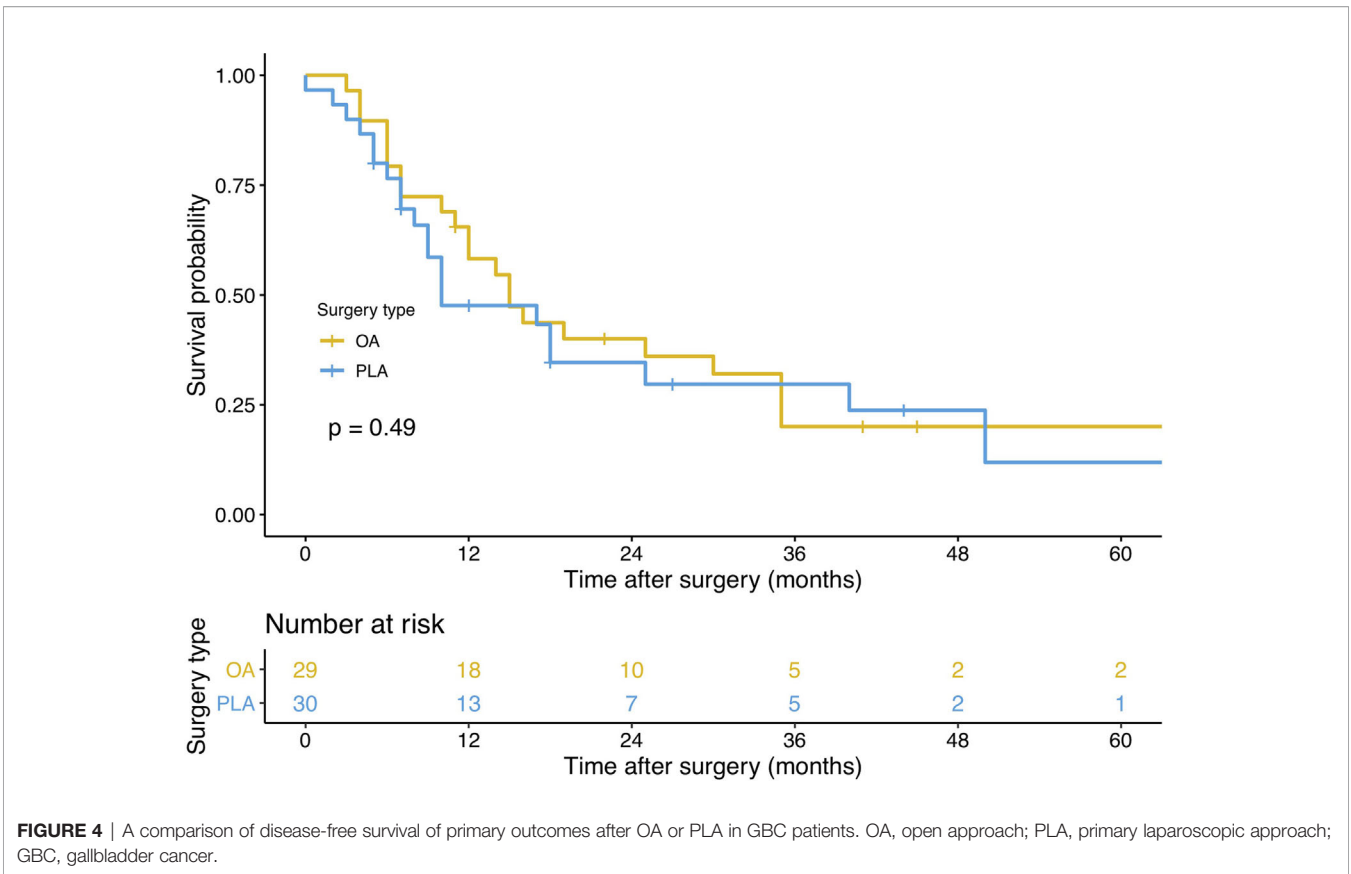 1.00
0.75
0.50
0.25
0.00
Survival probability
Surgery type
OA
PLA
p = 0.49
0 12 24 36 48 60
Time after surgery (months)
Number at risk
Surgery type
OA 29 18 10 5 2 2
PLA 30 13 7 5 2 1
0 12 24 36 48 60
Time after surgery (months)
FIGURE 4 | A comparison of disease-free survival of primary outcomes after OA or PLA in GBC patients. OA, open approach; PLA, primary laparoscopic approach;
GBC, gallbladder cancer.